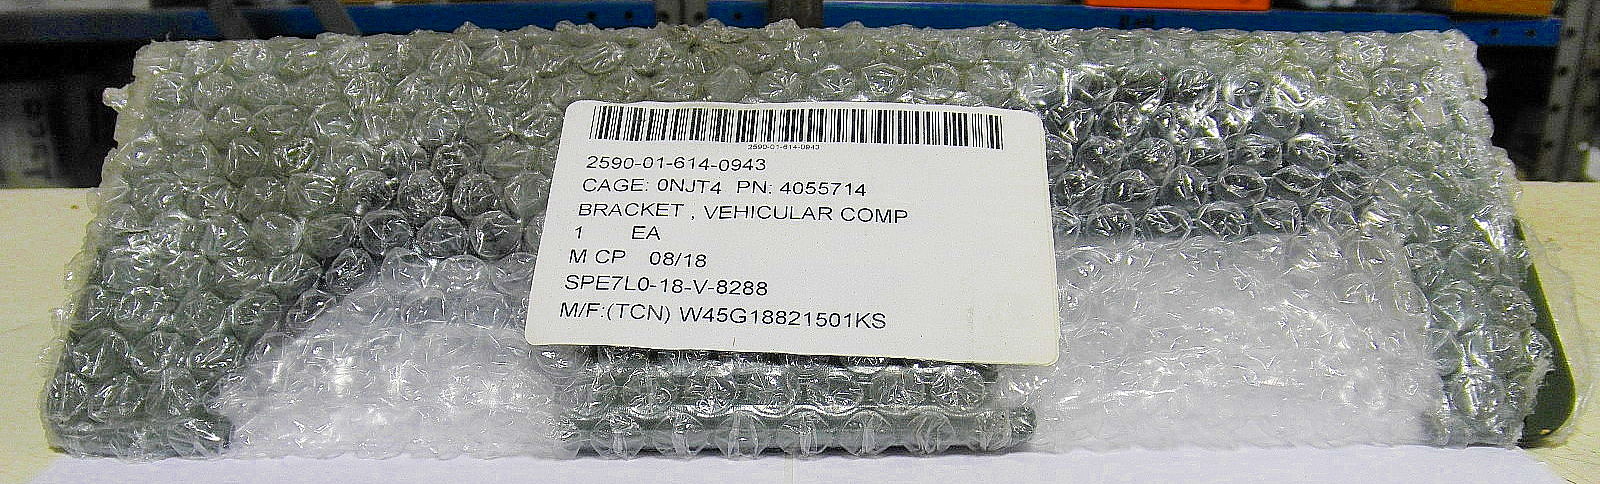 2590-01-614-0943
2590-01-614-0943
CAGE: 0NJT4 PN: 4055714
BRACKET , VEHICULAR COMP
1 EA
M CP 08/18
SPE7L0-18-V-8288
M/F:(TCN) W45G18821501KS